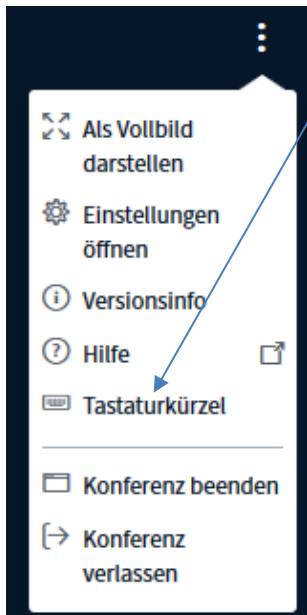 Als Vollbild
darstellen
Einstellungen
öffnen
Versionsinfo
Hilfe
Tastaturkürzel
Konferenz beenden
Konferenz
verlassen